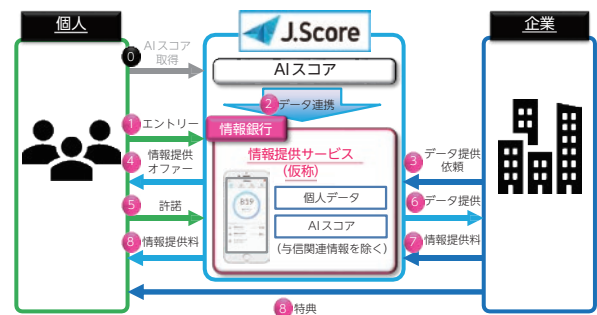 個人
J.Score
企業
0
AIスコア
取得
AIスコア
2 データ連携
1 エントリー
情報銀行
4 情報提供
オファー
情報提供サービス
(仮称)
3 データ提供
依頼
819
個人データ
5 許諾
AIスコア
6 データ提供
(与信関連情報を除く)
8 情報提供料
7 情報提供料
8 特典